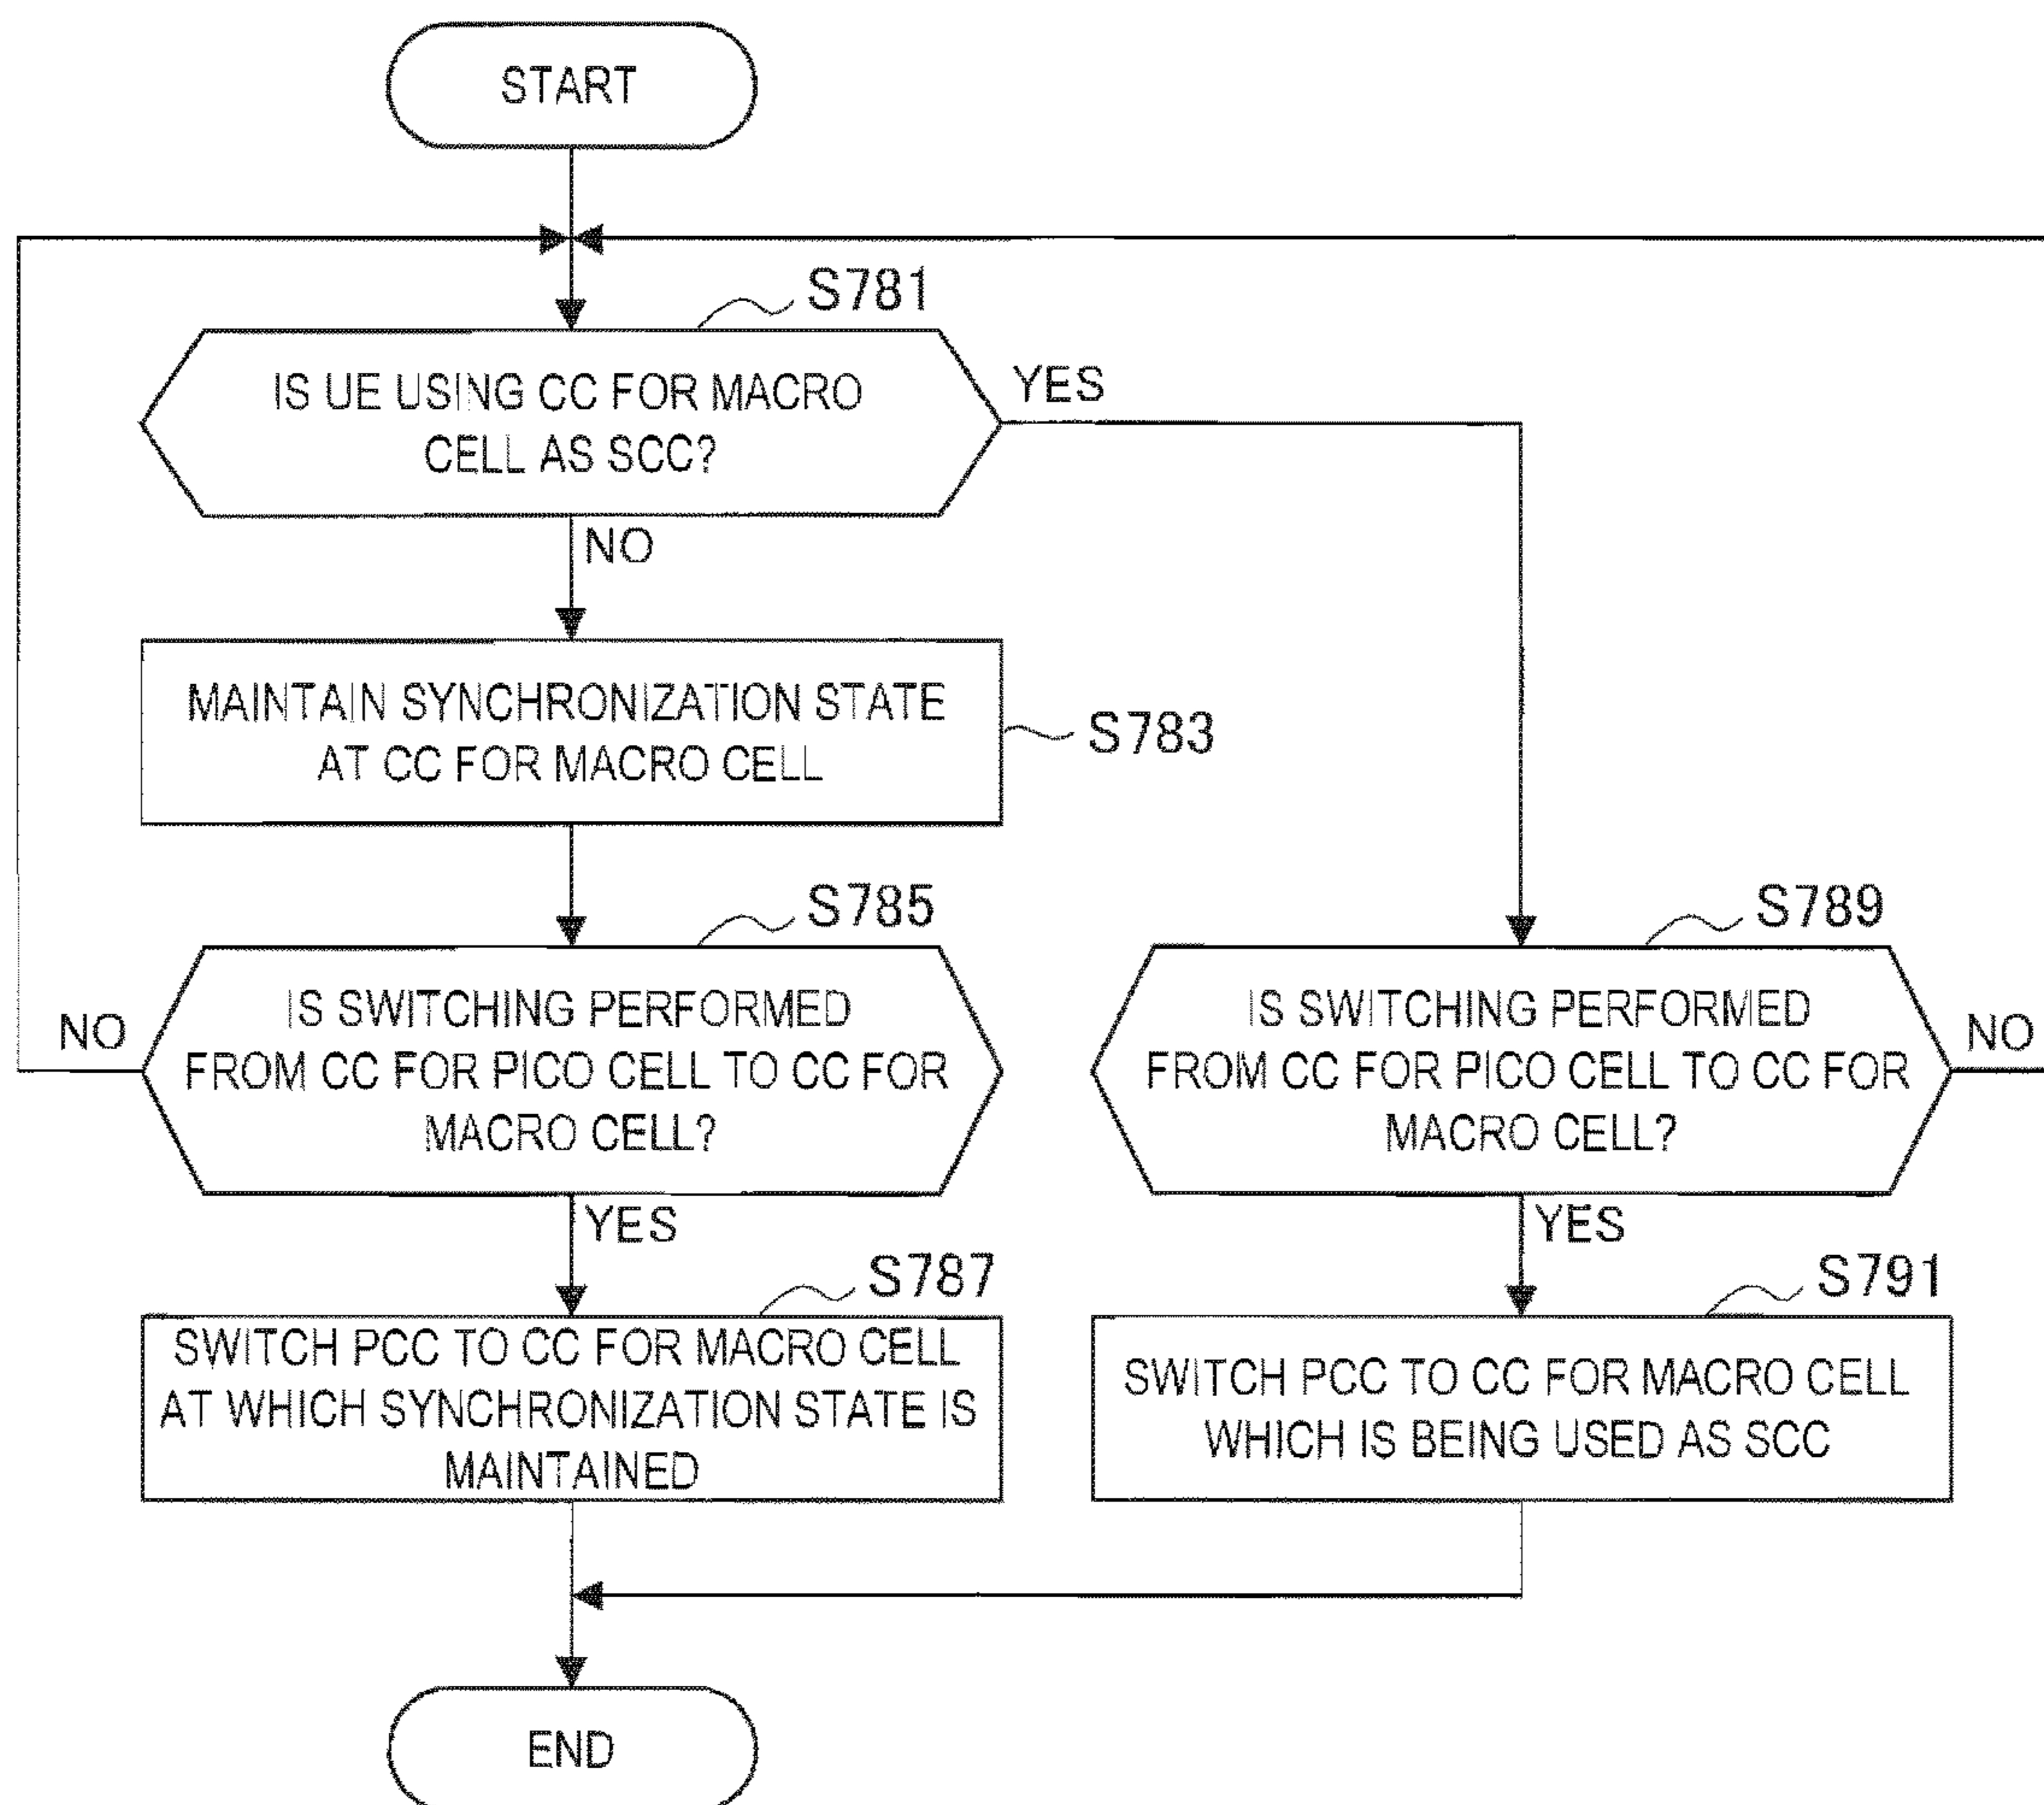 START
S781
IS UE USING CC FOR MACRO
CELL AS SCC?
YES
NO
MAINTAIN SYNCHRONIZATION STATE
AT CC FOR MACRO CELL
S783
S785
IS SWITCHING PERFORMED
FROM CC FOR PICO CELL TO CC FOR
MACRO CELL?
NO
YES
S789
IS SWITCHING PERFORMED
FROM CC FOR PICO CELL TO CC FOR
MACRO CELL?
NO
YES
S787
SWITCH PCC TO CC FOR MACRO CELL
AT WHICH SYNCHRONIZATION STATE IS
MAINTAINED
S791
SWITCH PCC TO CC FOR MACRO CELL
WHICH IS BEING USED AS SCC
END